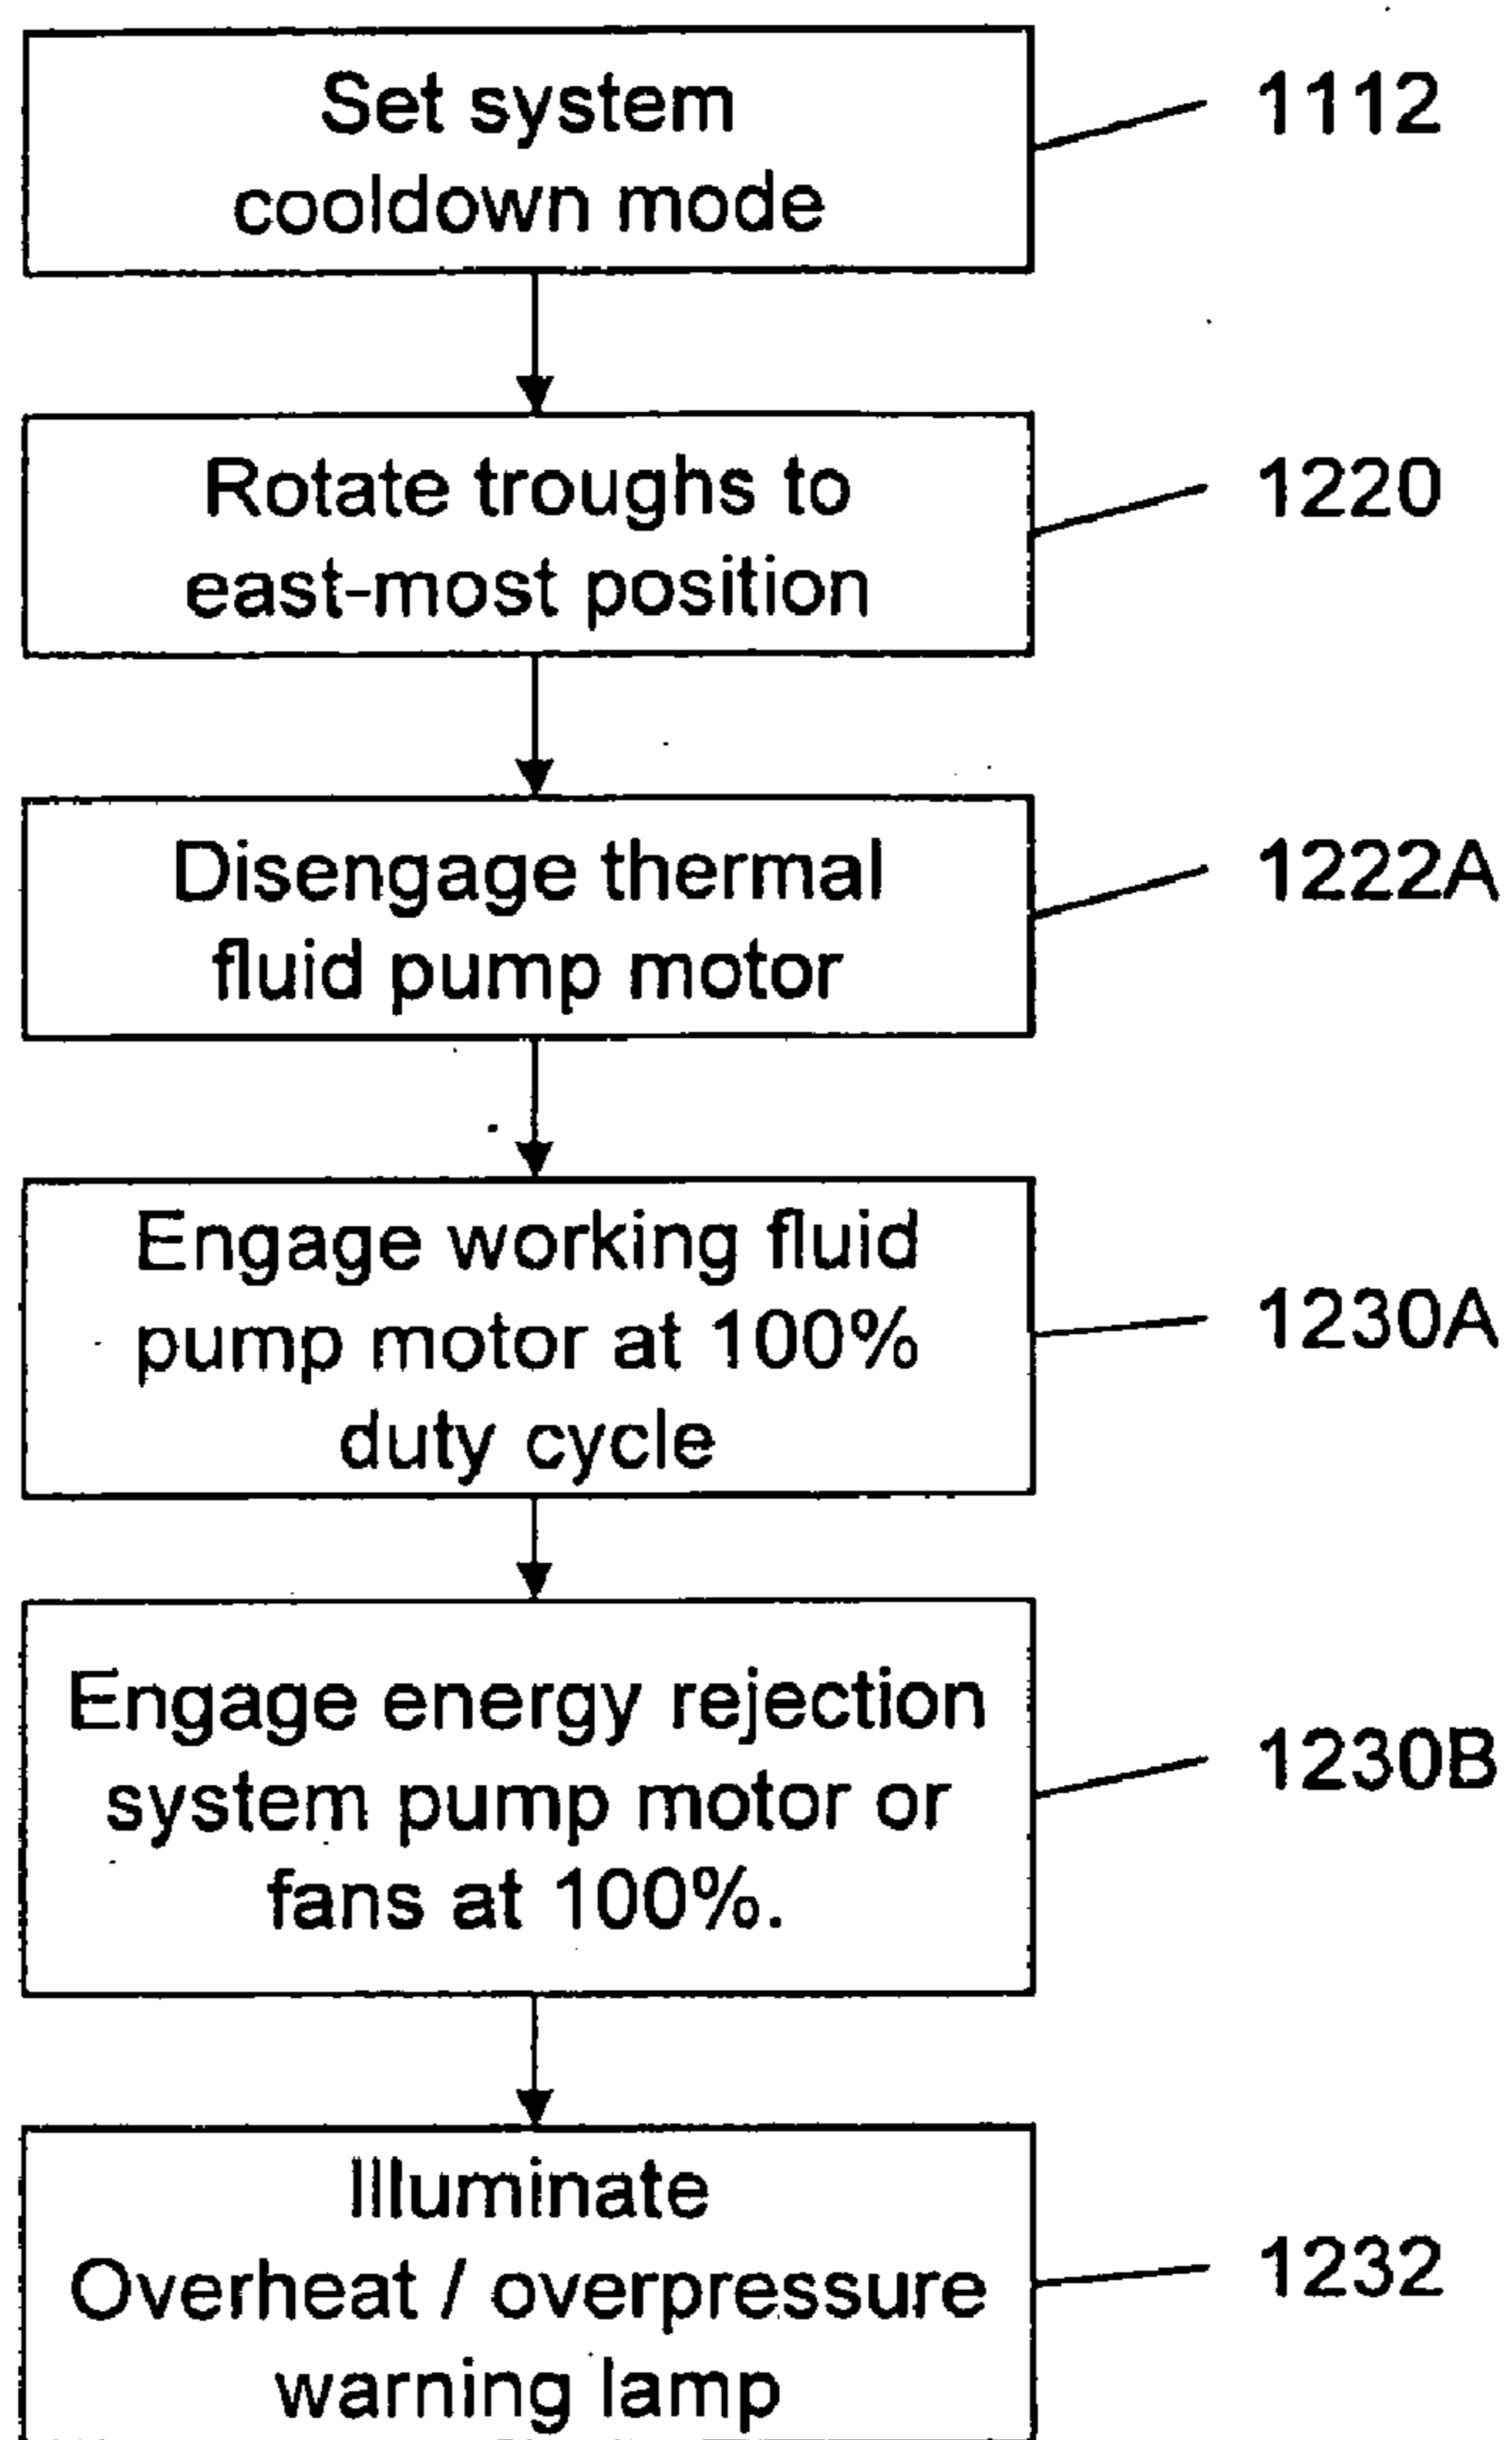 Set system
cooldown mode
1112
Rotate troughs to
east-most position
1220
Disengage thermal
fluid pump motor
1222A
Engage working fluid
pump motor at 100%
duty cycle
1230A
Engage energy rejection
system pump motor or
fans at 100%.
1230B
Illuminate
Overheat / overpressure
warning lamp
1232